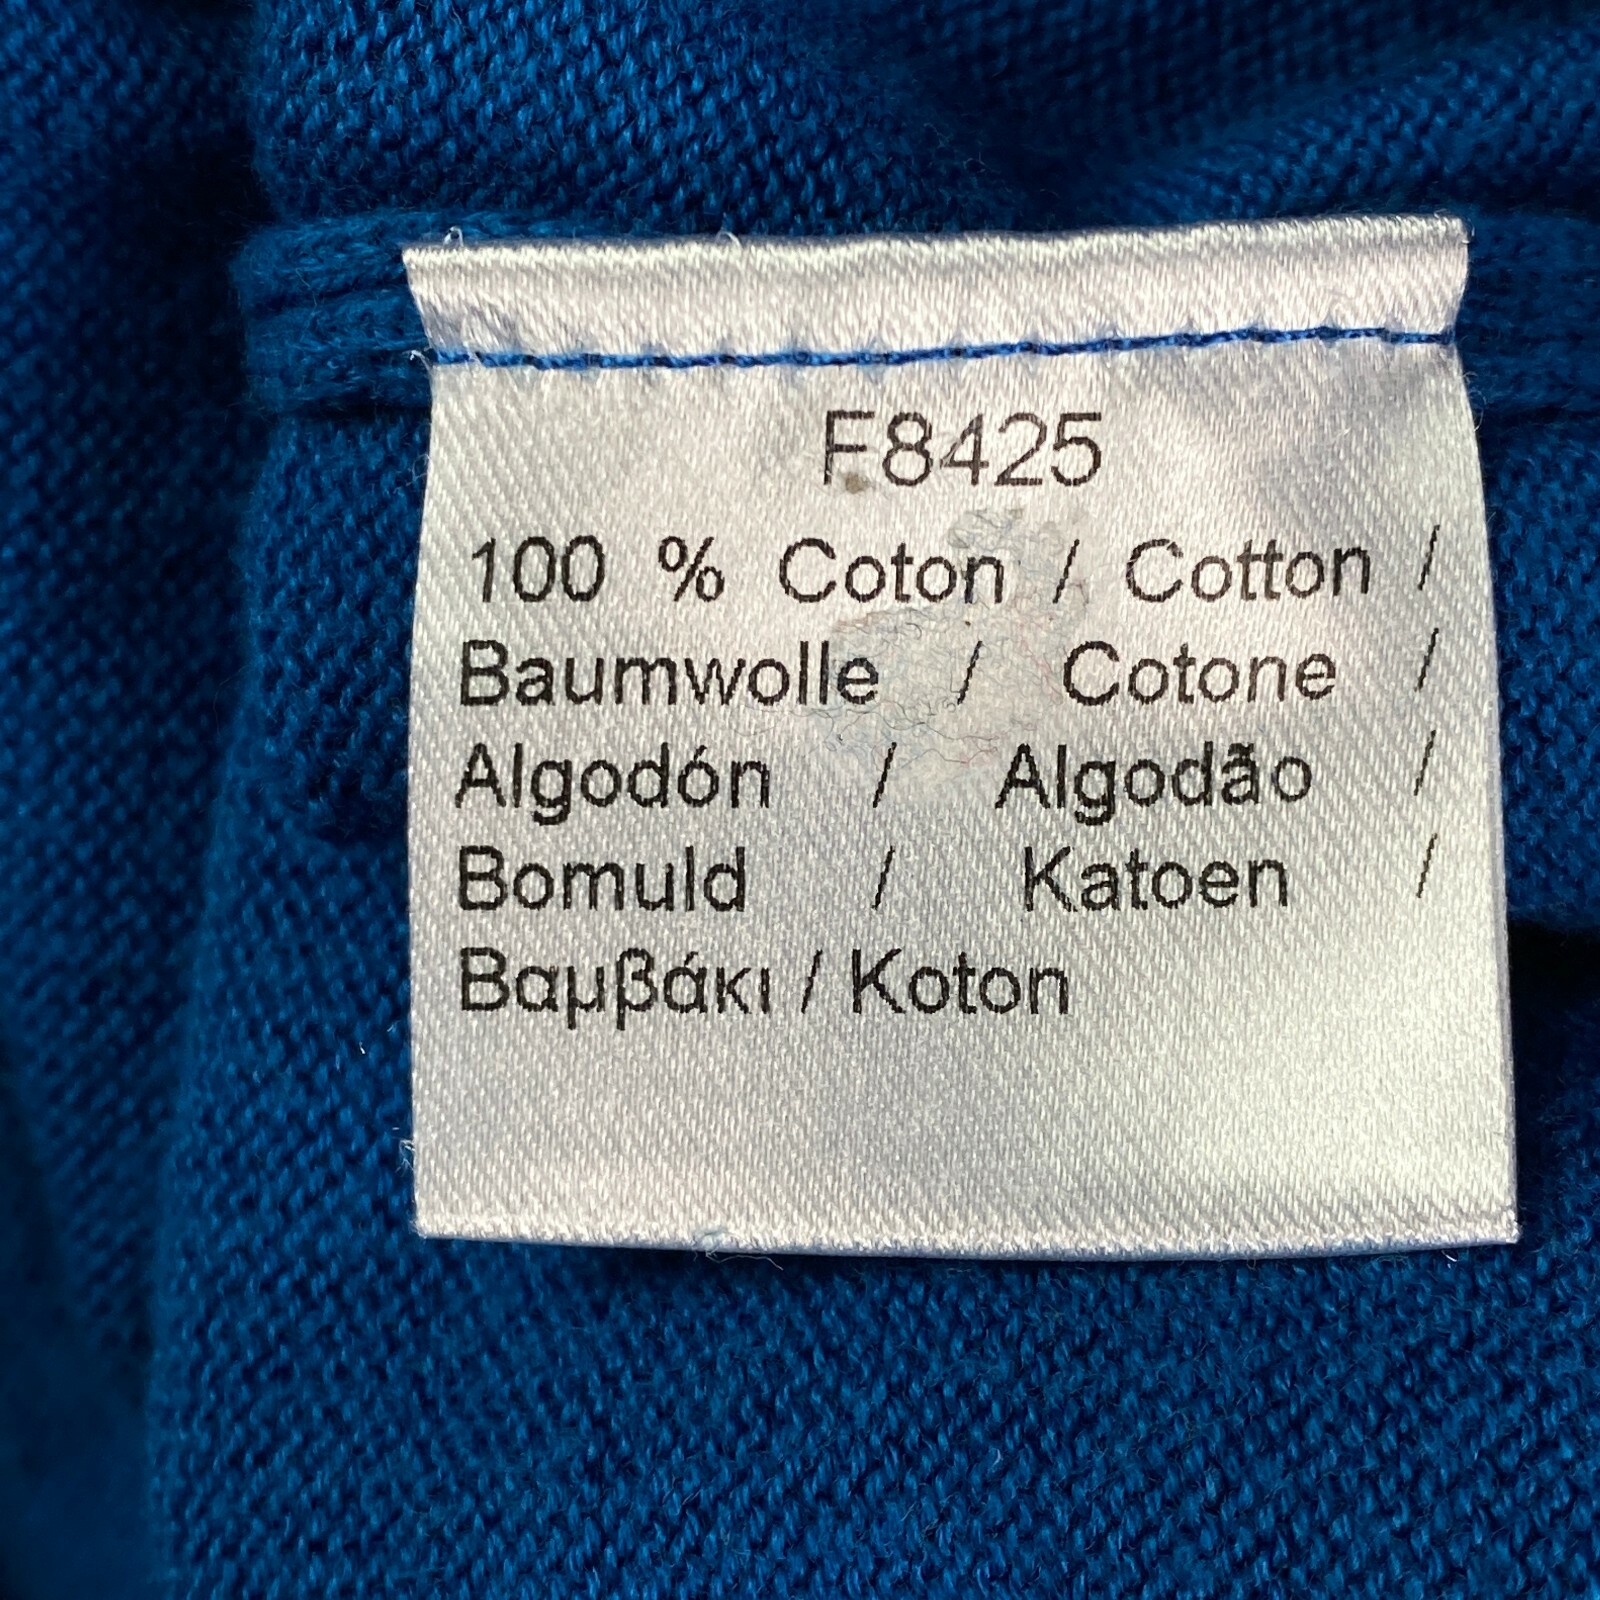 F8425
100 % Coton / Cotton /
Baumwolle / Cotone /
Algodón / Algodão /
Bomuld / Katoen /
Βαμβάκι / Koton